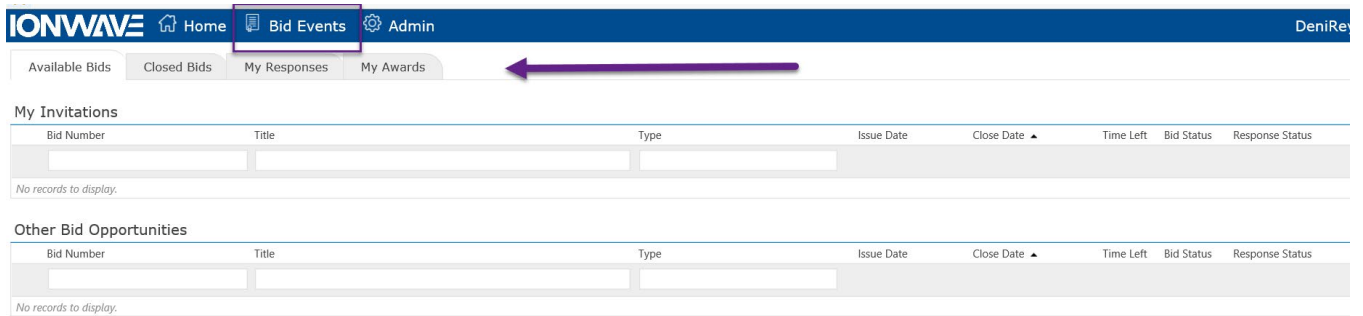 IONWAVE Home Bid Events Admin DeniRey
Available Bids Closed Bids My Responses My Awards
My Invitations
Bid Number Title Type Issue Date Close Date Time Left Bid Status Response Status
No records to display.
Other Bid Opportunities
Bid Number Title Type Issue Date Close Date Time Left Bid Status Response Status
No records to display.